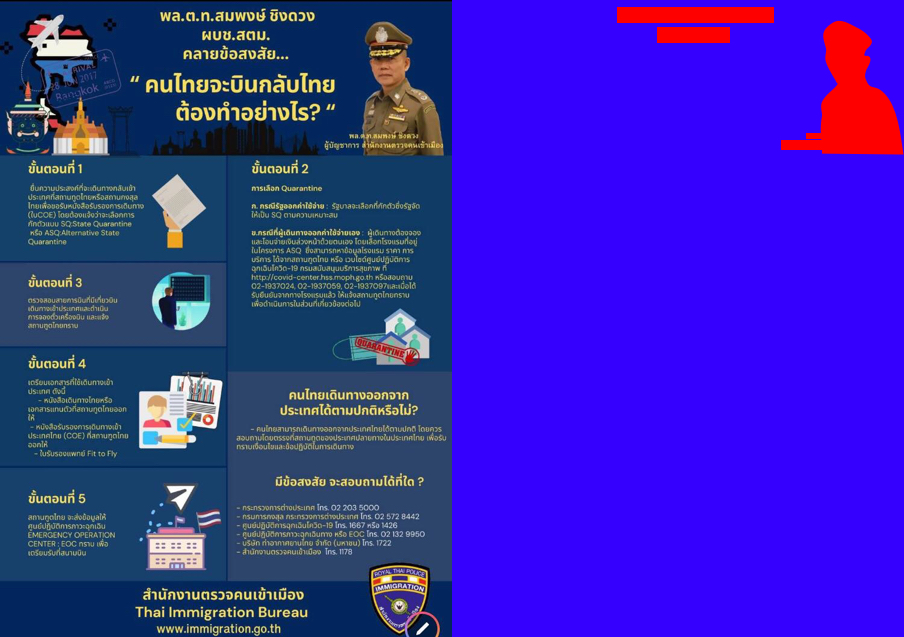 พล.ต.ท.สมพงษ์ ชิงดวง
ผบช.สตม.
คลายข้อสงสัย...
“ คนไทยจะบินกลับไทย
ต้องทำอย่างไร? “
พล.ต.ท.สมพงษ์ ชิงดวง
ผู้บัญชาการ สำนักงานตรวจคนเข้าเมือง
ขั้นตอนที่ 1
ยื่นความประสงค์ที่จะเดินทางกลับเข้า
ประเทศที่สถานทูตไทยหรือสถานกงสุล
ไทยเพื่อขอรับหนังสือรับรองการเดินทาง
(ใบCOE) โดยต้องแจ้งว่าจะเลือกการ
กักตัวแบบ SQ:State Quarantine
หรือ ASQ:Alternative State
Quarantine
ขั้นตอนที่ 2
การเลือก Quarantine
ก. กรณีรัฐออกค่าใช้จ่าย : รัฐบาลจะเลือกที่กักตัวซึ่งรัฐจัด
ให้เป็น SQ ตามความเหมาะสม
ข.กรณีที่ผู้เดินทางออกค่าใช้จ่ายเอง : ผู้เดินทางต้องจอง
และโอนจ่ายเงินล่วงหน้าด้วยตนเอง โดยเลือกโรงแรมที่อยู่
ในโครงการ ASQ ซึ่งสามารถหาข้อมูลโรงแรม ราคา การ
บริการ ได้จากสถานทูตไทย หรือ เวบไซต์ศูนย์ปฏิบัติการ
ฉุกเฉินโควิด-19 กรมสนับสนุนบริการสุขภาพ ที่
http://covid-center.hss.moph.go.th หรือสอบถาม
02-1937024, 02-1937059, 02-1937097และเมื่อได้
รับยืนยันจากทางโรงแรมแล้ว ให้แจ้งสถานทูตไทยทราบ
เพื่อดำเนินการในส่วนที่เกี่ยวข้องต่อไป
QUARANTINE
ขั้นตอนที่ 3
ตรวจสอบสายการบินที่มีเที่ยวบิน
เดินทางเข้าประเทศและดำเนิน
การจองตั๋วเครื่องบิน และแจ้ง
สถานทูตไทยทราบ
ขั้นตอนที่ 4
เตรียมเอกสารที่ใช้เดินทางเข้า
ประเทศ ดังนี้
- หนังสือเดินทางไทยหรือ
เอกสารแทนตัวที่สถานทูตไทยออก
ให้
- หนังสือรับรองการเดินทางเข้า
ประเทศไทย (COE) ที่สถานทูตไทย
ออกให้
- ใบรับรองแพทย์ Fit to Fly
ขั้นตอนที่ 5
สถานทูตไทย จะส่งข้อมูลให้
ศูนย์ปฏิบัติการภาวะฉุกเฉิน
EMERGENCY OPERATION
CENTER : EOC ทราบ เพื่อ
เตรียมรับที่สนามบิน
คนไทยเดินทางออกจาก
ประเทศได้ตามปกติหรือไม่?
- คนไทยสามารถเดินทางออกจากประเทศไทยได้ตามปกติ โดยควร
สอบถามโดยตรงที่สถานทูตของประเทศปลายทางในประเทศไทย เพื่อรับ
ทราบเงื่อนไขและข้อปฏิบัติในการเดินทาง
มีข้อสงสัย จะสอบถามได้ที่ใด ?
- กระทรวงการต่างประเทศ โทร. 02 203 5000
- กรมการกงสุล กระทรวงการต่างประเทศ โทร. 02 572 8442
- ศูนย์ปฏิบัติการฉุกเฉินโควิด-19 โทร. 1667 หรือ 1426
- ศูนย์ปฏิบัติการภาวะฉุกเฉินทาง หรือ EOC โทร. 02 132 9950
- บริษัท ท่าอากาศยานไทย จำกัด (มหาชน) โทร. 1722
- สำนักงานตรวจคนเข้าเมือง โทร. 1178
สำนักงานตรวจคนเข้าเมือง
Thai Immigration Bureau
www.immigration.go.th
ROYAL THAI POLICE
IMMIGRATION